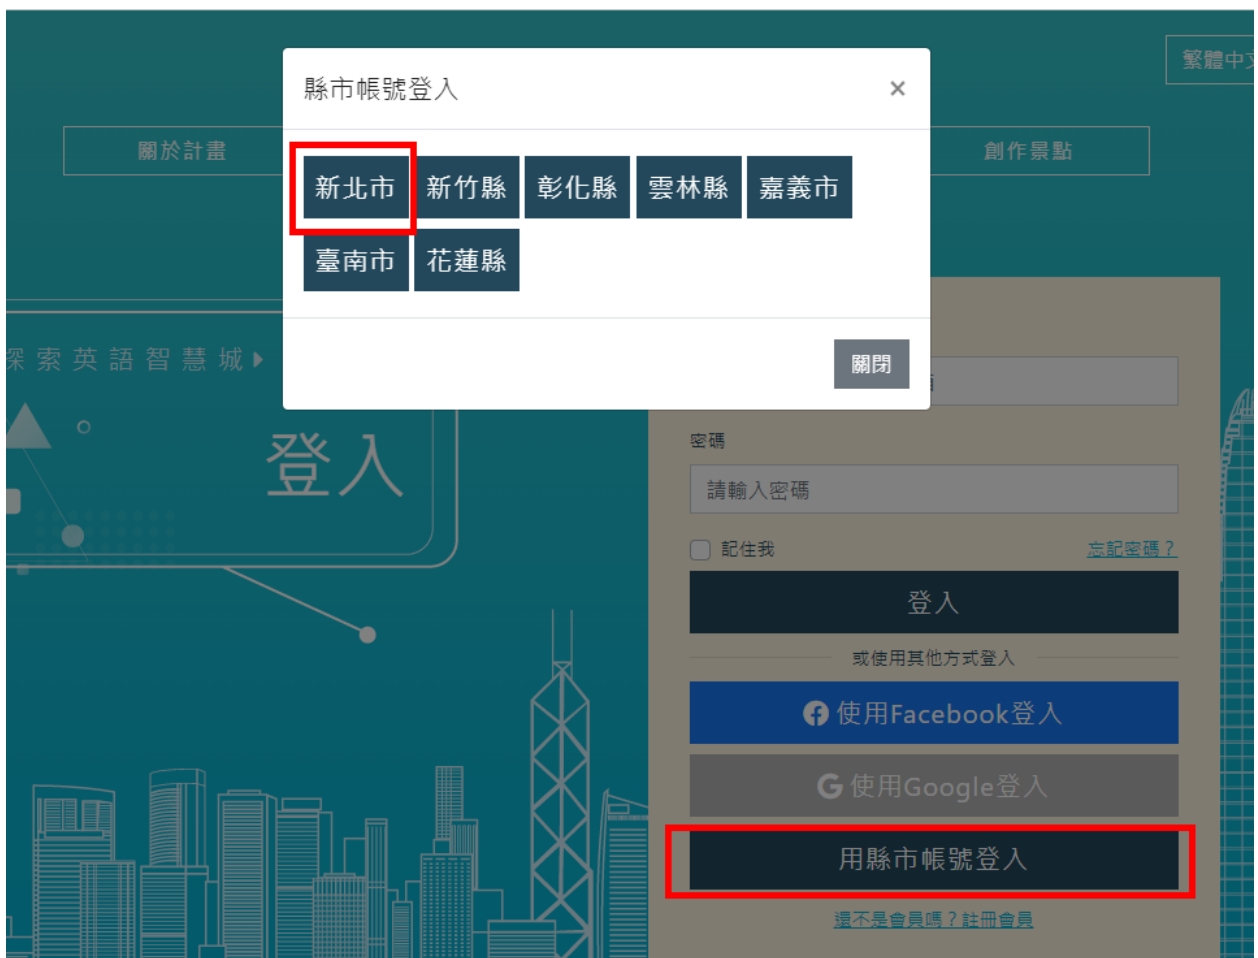 繁體中文
縣市帳號登入
×
關於計畫
創作景點
新北市 新竹縣 彰化縣 雲林縣 嘉義市
臺南市 花蓮縣
探索英語智慧城
關閉
登入
密碼
請輸入密碼
記住我
忘記密碼？
登入
或使用其他方式登入
使用Facebook登入
使用Google登入
用縣市帳號登入
還不是會員嗎？註冊會員